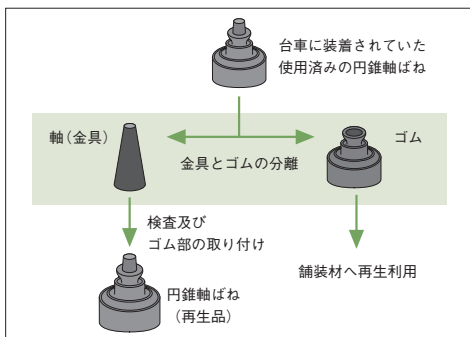 台車に装着されていた
使用済みの円錐軸ばね
軸(金具)
ゴム
金具とゴムの分離
検査及び
ゴム部の取り付け
舗装材へ再生利用
円錐軸ばね
(再生品)